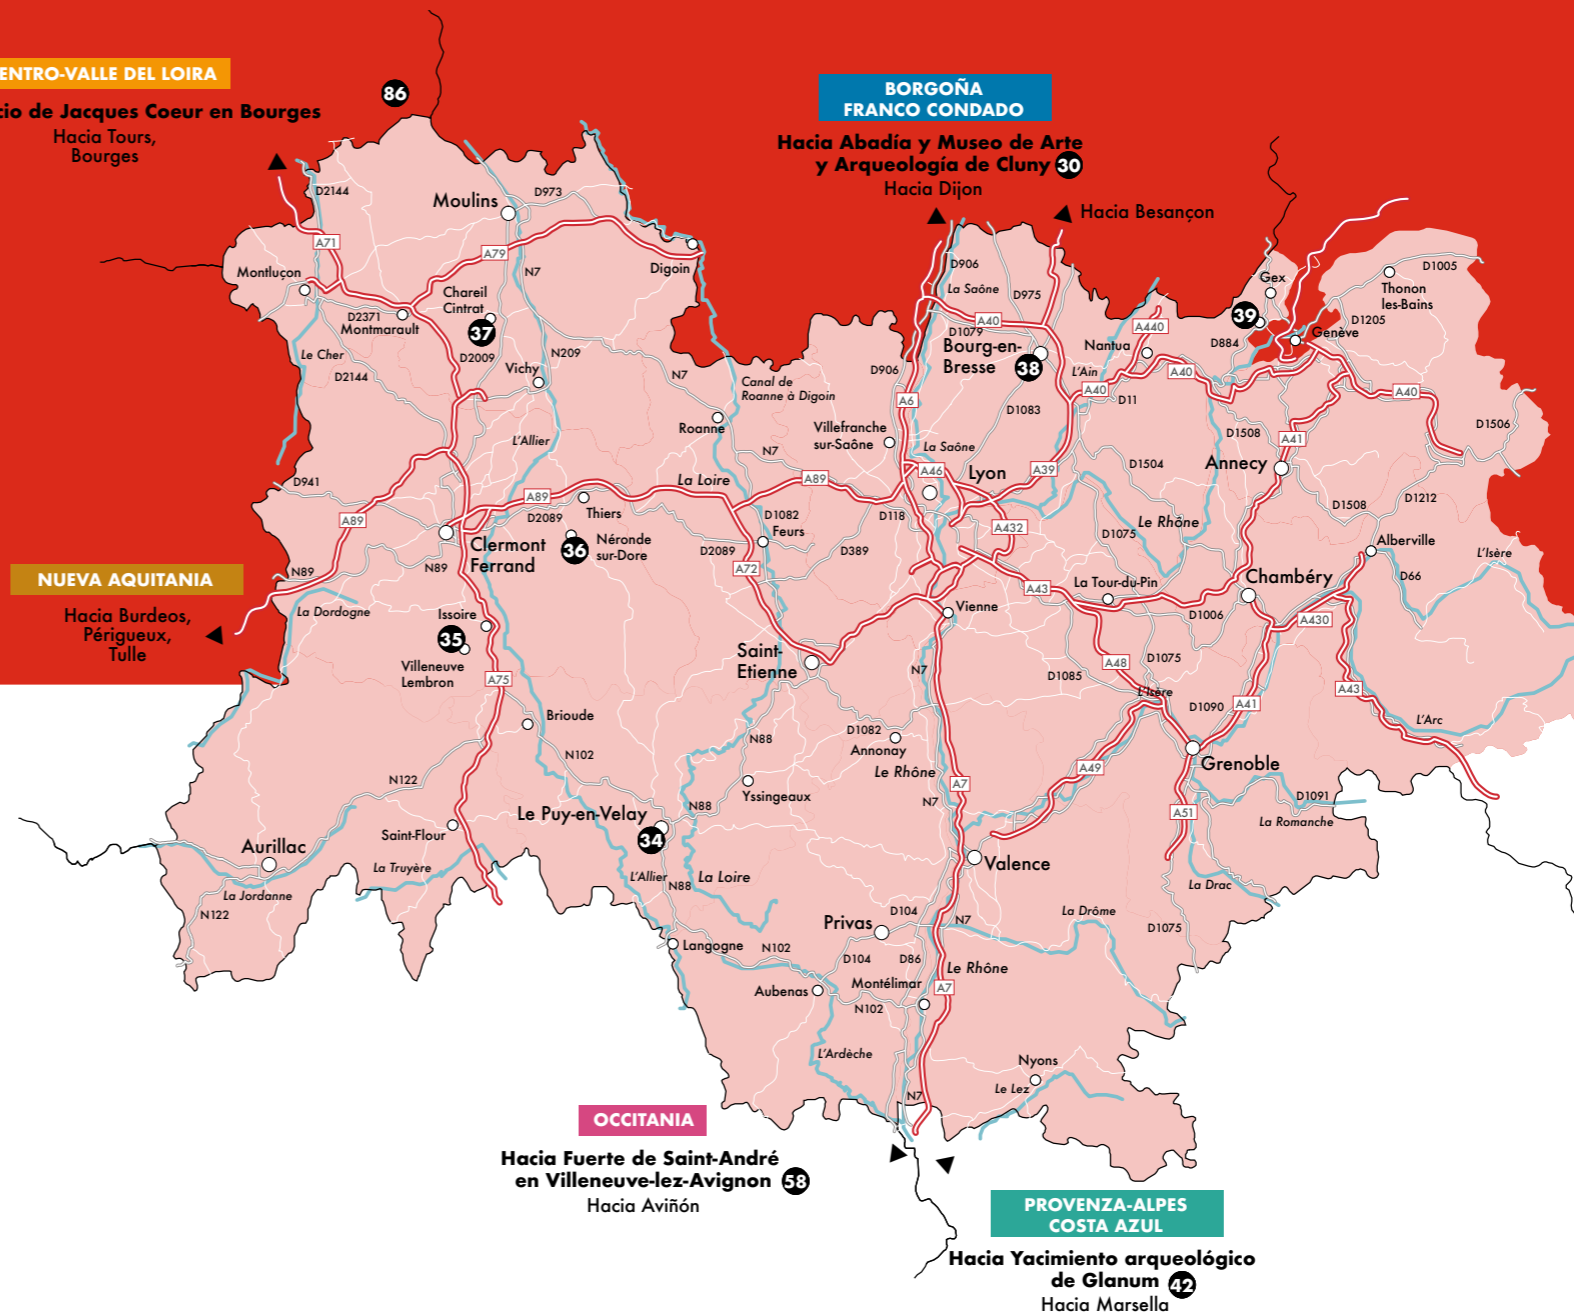 ENTRO-VALLE DEL LOIRA
cio de Jacques Coeur en Bourges
86
Hacia Tours,
Bourges
BORGOÑA
FRANCO CONDADO
Hacia Abadía y Museo de Arte
y Arqueología de Cluny 30
Hacia Dijon
Hacia Besançon
D2144
Moulins
D973
A71
A79
N7
Digoin
Montluçon
Chareil
Cintrat
37
D2371
Montmarault
D2009
Le Cher
D2144
Vichy
N209
N7
Canal de
Roanne à Digoin
Roanne
L'Allier
D906
La Saône
D975
A40
D1079
Bourg-en-
Bresse
38
D906
A6
D1083
Villefranche
sur-Saône
La Saône
A440
Nantua
L'Ain
A40
D11
A40
Gex
39
D884
Genève
D1005
Thonon
les-Bains
D1205
A40
D1506
D1508
A41
Annecy
D1504
A39
A46
Lyon
D941
A89
La Loire
N7
A89
A89
D2089
Thiers
D1082
Feurs
D118
D389
D2089
A432
Le Rhône
D1075
D1508
D1212
Alberville
L'Isère
D66
Clermont
Ferrand
36
Néronde
sur-Dore
A72
N89
N89
NUEVA AQUITANIA
Hacia Burdeos,
Périgueux,
Tulle
La Dordogne
Issoire
35
Villeneuve
Lembron
A75
Saint-
Etienne
Vienne
A43
La Tour-du-Pin
Chambéry
D1006
A430
N7
A48
D1075
D1085
L'Isère
D1090
A41
A43
L'Arc
Brioude
N102
N122
N88
D1082
Annonay
Le Rhône
Yssingeaux
N7
A7
A49
Grenoble
D1091
A51
La Romanche
Le Puy-en-Velay
34
N88
Saint-Flour
Aurillac
La Truyère
La Jordanne
N122
L'Allier
N88
La Loire
Valence
La Drac
Privas
D104
N7
La Drôme
D1075
Langogne
N102
D104
D86
Le Rhône
Aubenas
Montélimar
A7
N102
L'Ardèche
Nyons
Le Lez
N7
OCCITANIA
Hacia Fuerte de Saint-André
en Villeneuve-lez-Avignon 58
Hacia Aviñón
PROVENZA-ALPES
COSTA AZUL
Hacia Yacimiento arqueológico
de Glanum 42
Hacia Marsella